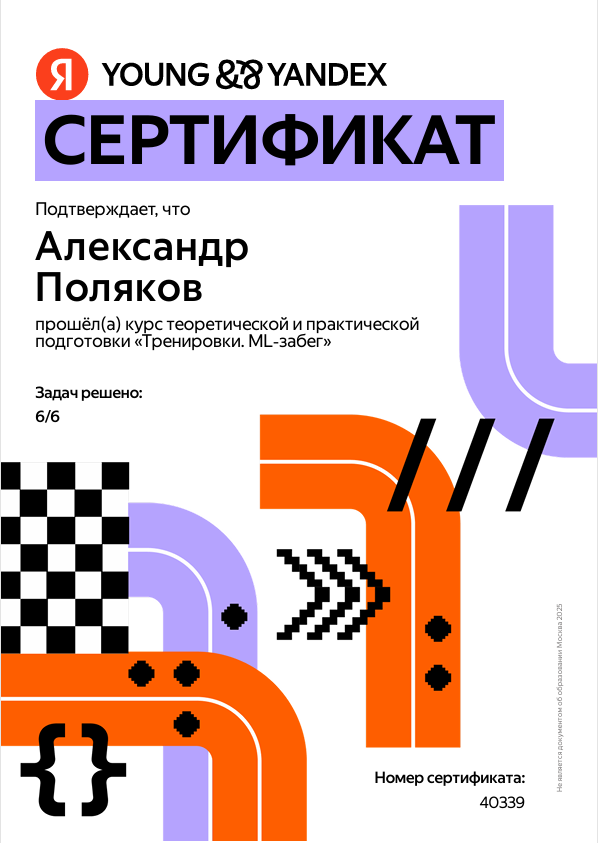 Я YOUNG && YANDEX
СЕРТИФИКАТ
Подтверждает, что
Александр
Поляков
прошёл(а) курс теоретической и практической
подготовки «Тренировки. ML-забег»
Задач решено:
6/6
{ }
Номер сертификата:
40339
Не является документом об образовании Москва 2025